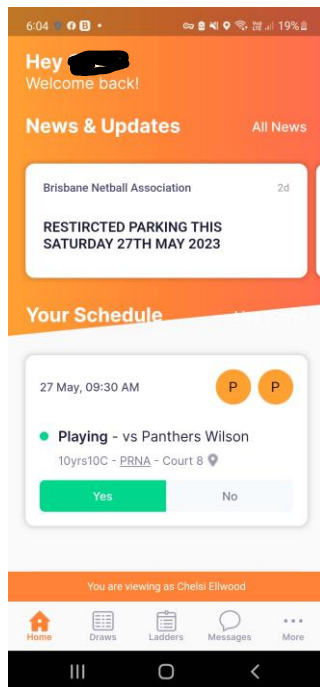 6:04
19%
Hey
Welcome back!
News & Updates
All News
Brisbane Netball Association
2d
RESTIRCTED PARKING THIS
SATURDAY 27TH MAY 2023
Your Schedule
27 May, 09:30 AM
P
P
Playing - vs Panthers Wilson
10yrs10C - PRNA - Court 8
Yes
No
You are viewing as Chelsi Ellwood
Home
Draws
Ladders
Messages
More